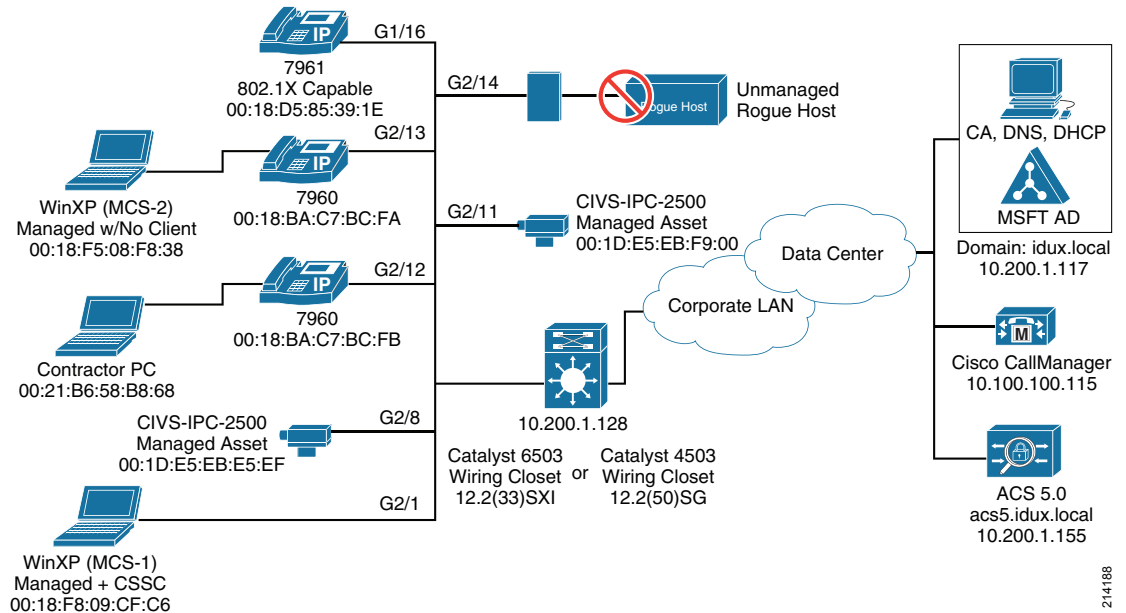 IP
G1/16
7961
802.1X Capable
00:18:D5:85:39:1E
G2/14
Rogue Host
Unmanaged
Rogue Host
G2/13
IP
7960
00:18:BA:C7:BC:FA
WinXP (MCS-2)
Managed w/No Client
00:18:F5:08:F8:38
G2/11
CIVS-IPC-2500
Managed Asset
00:1D:E5:EB:F9:00
G2/12
IP
7960
00:18:BA:C7:BC:FB
Contractor PC
00:21:B6:58:B8:68
CIVS-IPC-2500
Managed Asset
00:1D:E5:EB:E5:EF
G2/8
G2/1
WinXP (MCS-1)
Managed + CSSC
00:18:F8:09:CF:C6
10.200.1.128
Catalyst 6503
Wiring Closet
12.2(33)SXI
or
Catalyst 4503
Wiring Closet
12.2(50)SG
Corporate LAN
Data Center
CA, DNS, DHCP
MSFT AD
Domain: idux.local
10.200.1.117
M
Cisco CallManager
10.100.100.115
ACS 5.0
acs5.idux.local
10.200.1.155
214188